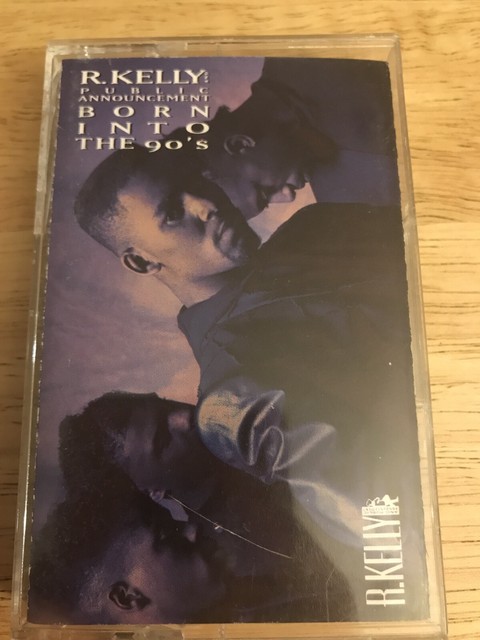 R.KELLY AND
PUBLIC
ANNOUNCEMENT
BORN
INTO
THE 90's
R.KELLY